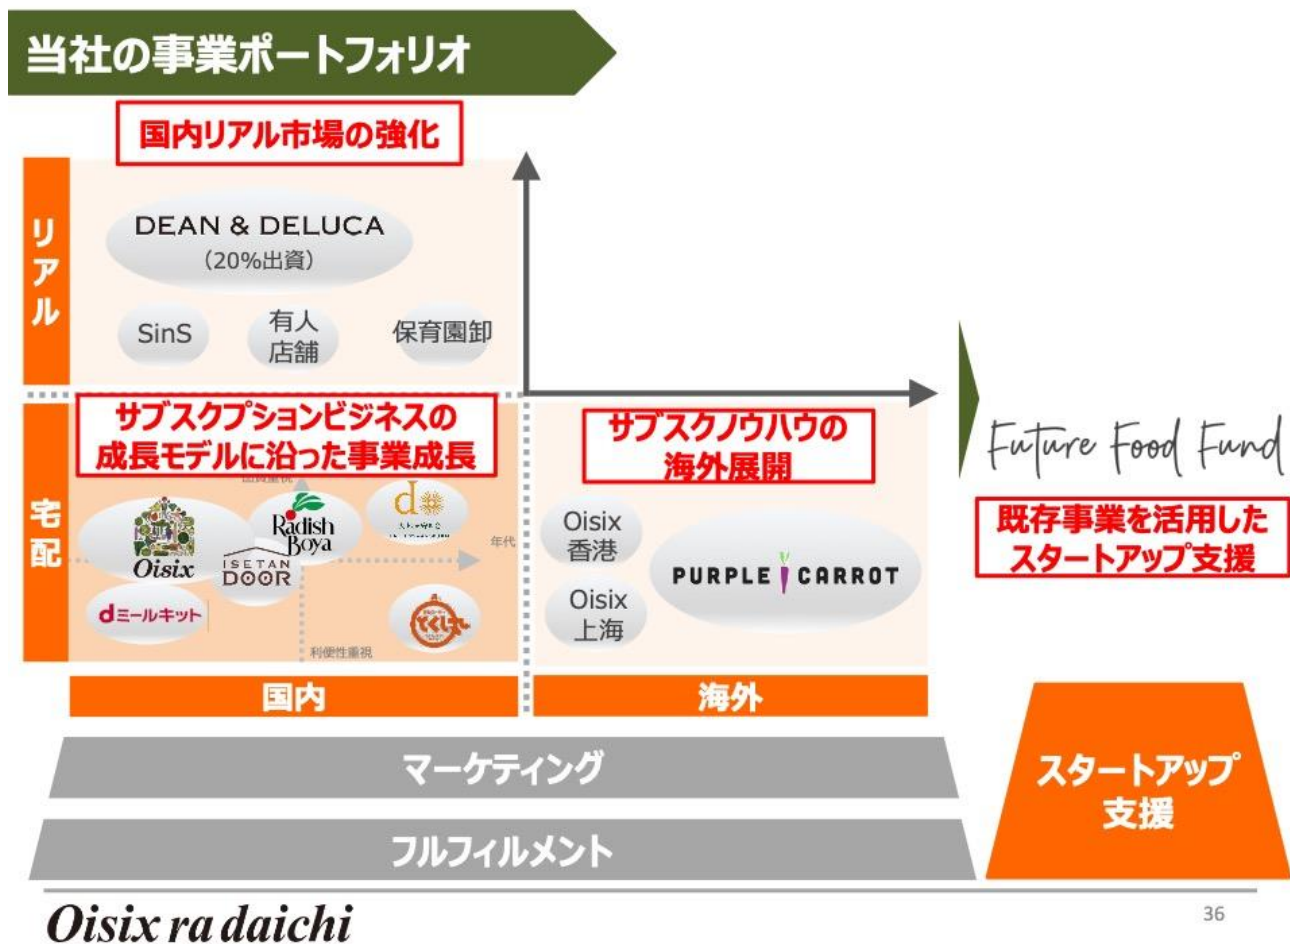 当社の事業ポートフォリオ
国内リアル市場の強化
リアル
DEAN & DELUCA
（20%出資）
SinS
有人
店舗
保育園卸
サブスクプションビジネスの
成長モデルに沿った事業成長
宅配
Oisix
Radish
Boya
ISETAN
DOOR
d
年代
dミールキット
とくし丸
利便性重視
サブスクノウハウの
海外展開
Oisix
香港
Oisix
上海
PURPLE CARROT
Future Food Fund
既存事業を活用した
スタートアップ支援
国内
海外
マーケティング
フルフィルメント
スタートアップ
支援
Oisix ra daichi
36